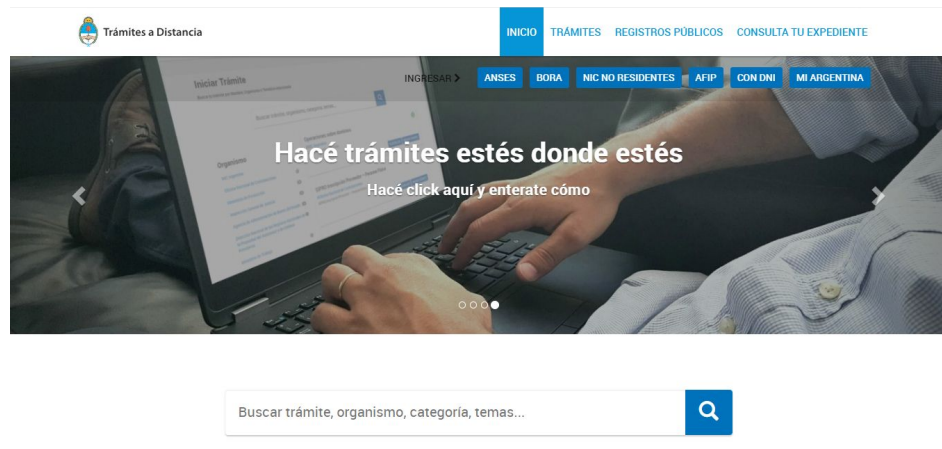 Trámites a Distancia
INICIO TRÁMITES REGISTROS PÚBLICOS CONSULTA TU EXPEDIENTE
INGRESAR ANSES BORA NIC NO RESIDENTES AFIP CON DNI MI ARGENTINA
Iniciar Trámite
Organismo
Hacé trámites estés donde estés
Hacé click aquí y enterate cómo
Buscar trámite, organismo, categoría, temas...